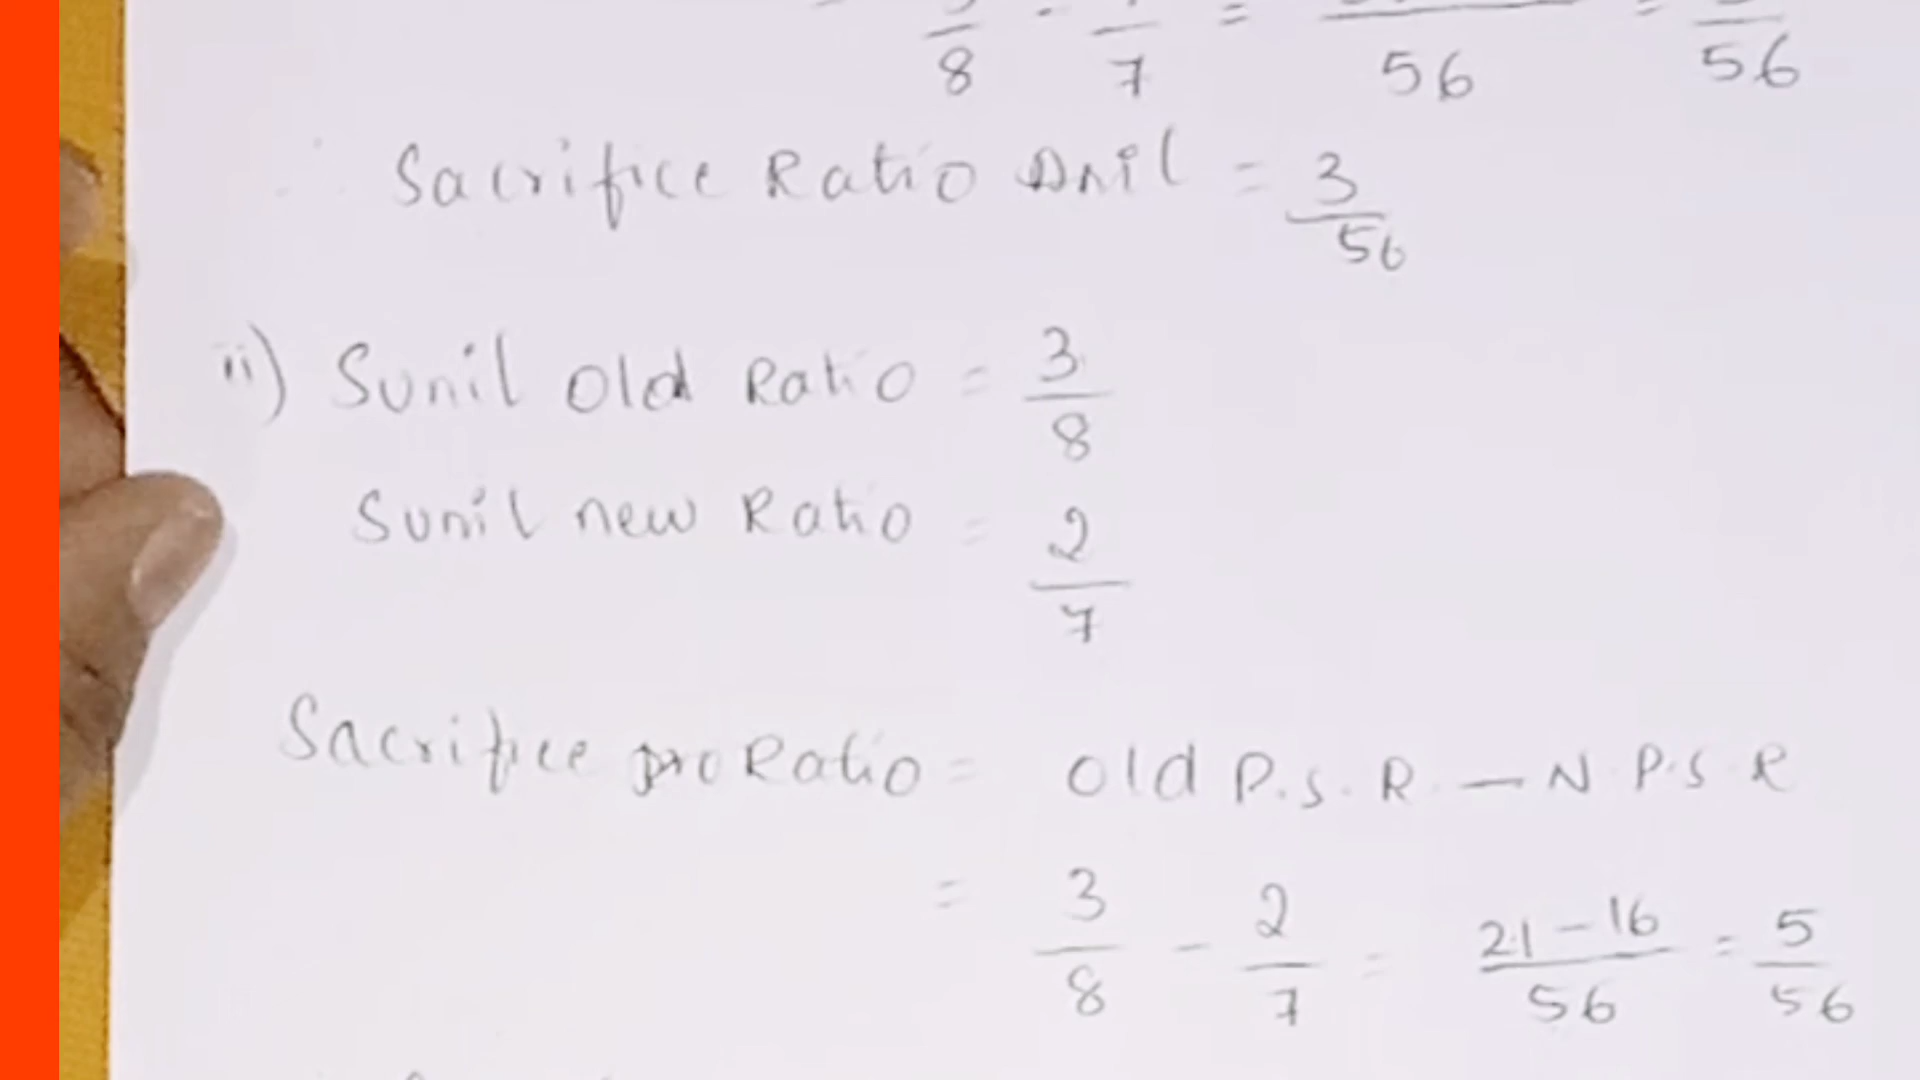 8 - 7 = 56 = 56
Sacrifice Ratio Anil = 3/56
ii) Sunil Old Ratio = 3/8
Sunil new Ratio = 2/7
Sacrifice Ratio = Old P.S.R. - N P.S R
= 3/8 - 2/7 = 21-16/56 = 5/56